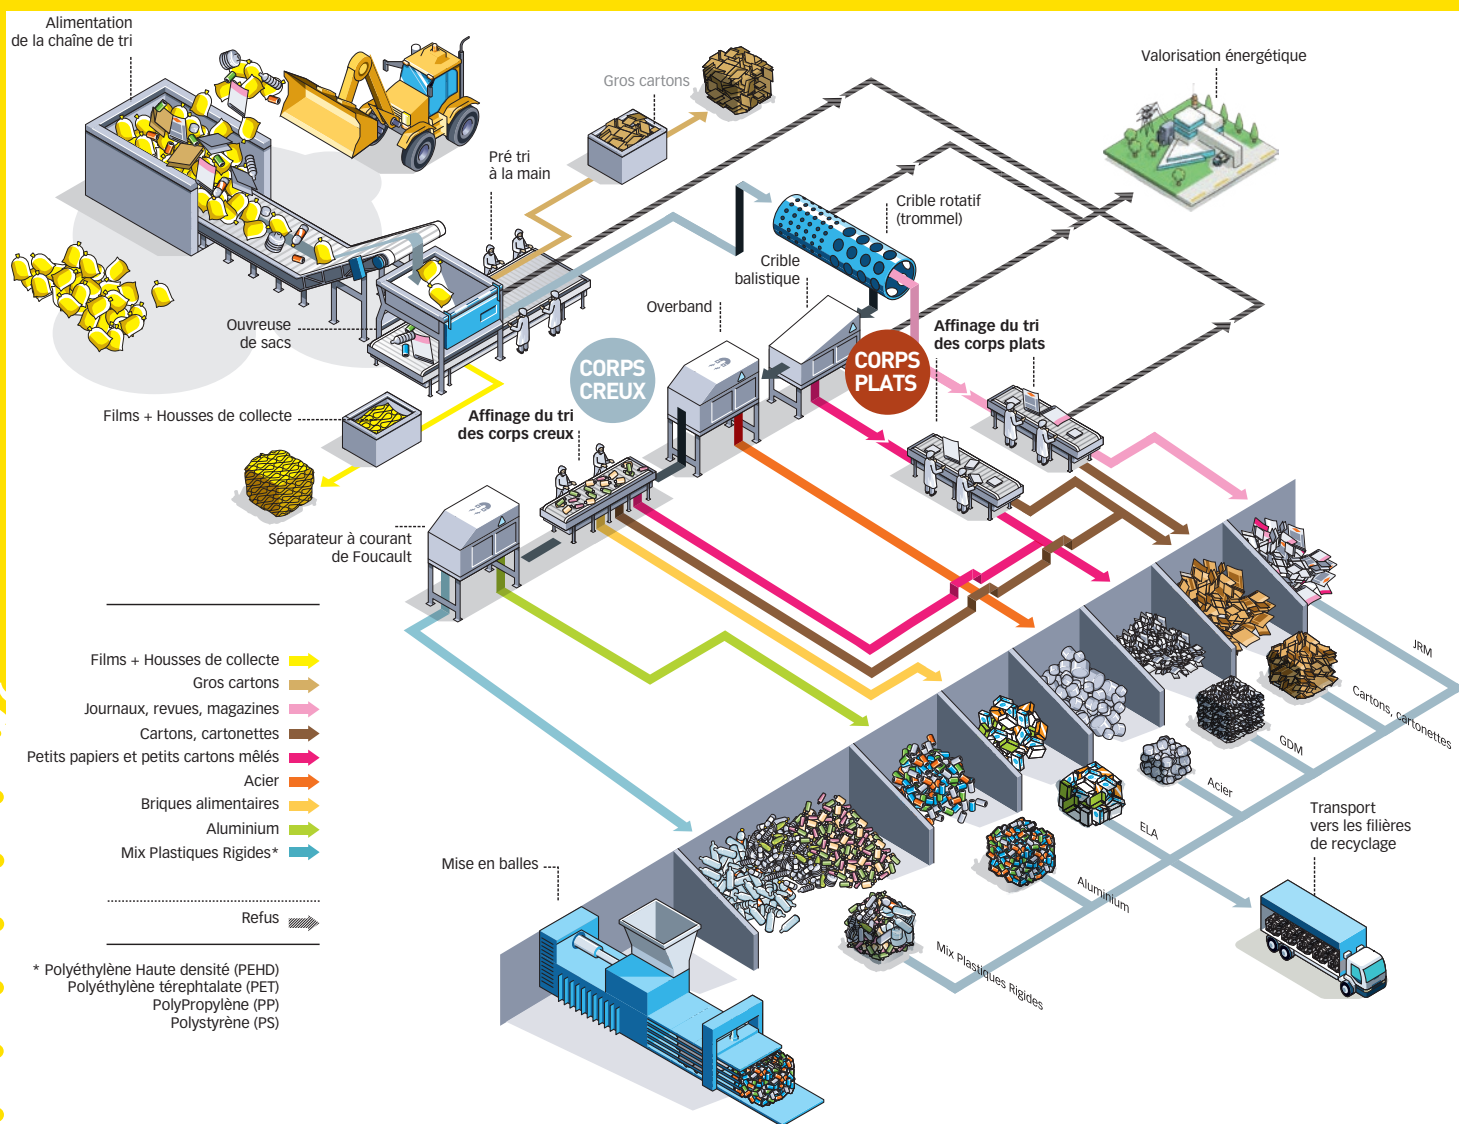 Alimentation
de la chaîne de tri
Gros cartons
Valorisation énergétique
Pré tri
à la main
Crible rotatif
(trommel)
Crible
balistique
Overband
Ouvreuse
de sacs
Affinage du tri
des corps plats
CORPS
CREUX
CORPS
PLATS
Films + Housses de collecte
Affinage du tri
des corps creux
Séparateur à courant
de Foucault
Films + Housses de collecte
Gros cartons
Journaux, revues, magazines
Cartons, cartonettes
Petits papiers et petits cartons mêlés
Acier
Briques alimentaires
Aluminium
Mix Plastiques Rigides*
Refus
* Polyéthylène Haute densité (PEHD)
Polyéthylène térephtalate (PET)
PolyPropylène (PP)
Polystyrène (PS)
JRM
Cartons, cartonettes
GDM
Acier
ELA
Aluminium
Mix Plastiques Rigides
Mise en balles
Transport
vers les filières
de recyclage